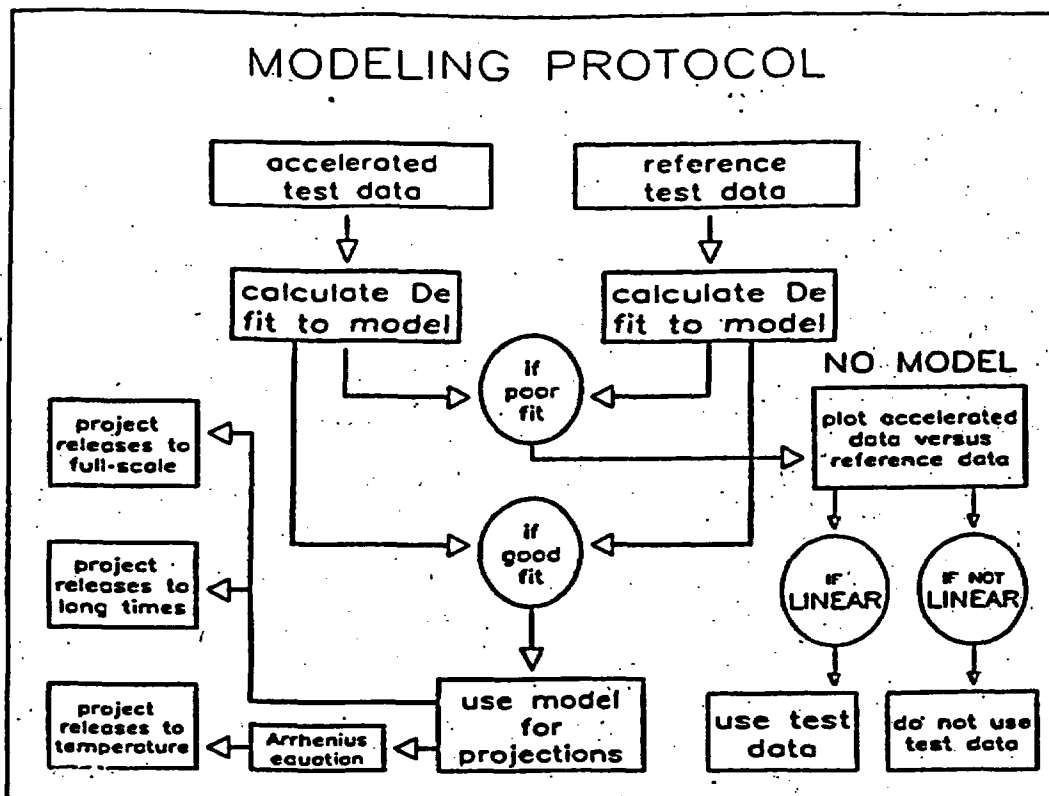 MODELING PROTOCOL
accelerated
test data
reference
test data
calculate De
fit to model
calculate De
fit to model
if
poor
fit
NO MODEL
plot accelerated
data versus
reference data
project
releases to
full-scale
if
good
fit
IF
LINEAR
IF NOT
LINEAR
project
releases to
long times
project
releases to
temperature
Arrhenius
equation
use model
for
projections
use test
data
do not use
test data